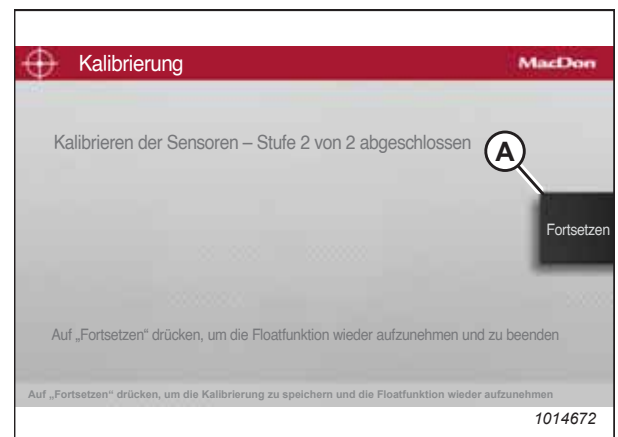 Kalibrierung
MacDon
Kalibrieren der Sensoren – Stufe 2 von 2 abgeschlossen
A
Fortsetzen
Auf „Fortsetzen“ drücken, um die Floatfunktion wieder aufzunehmen und zu beenden
Auf „Fortsetzen“ drücken, um die Kalibrierung zu speichern und die Floatfunktion wieder aufzunehmen
1014672